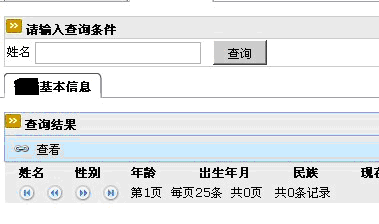 请输入查询条件
姓名 查询
基本信息
查询结果
查看
姓名 性别 年龄 出生年月 民族 现在
第1页 每页25条 共0页 共0条记录